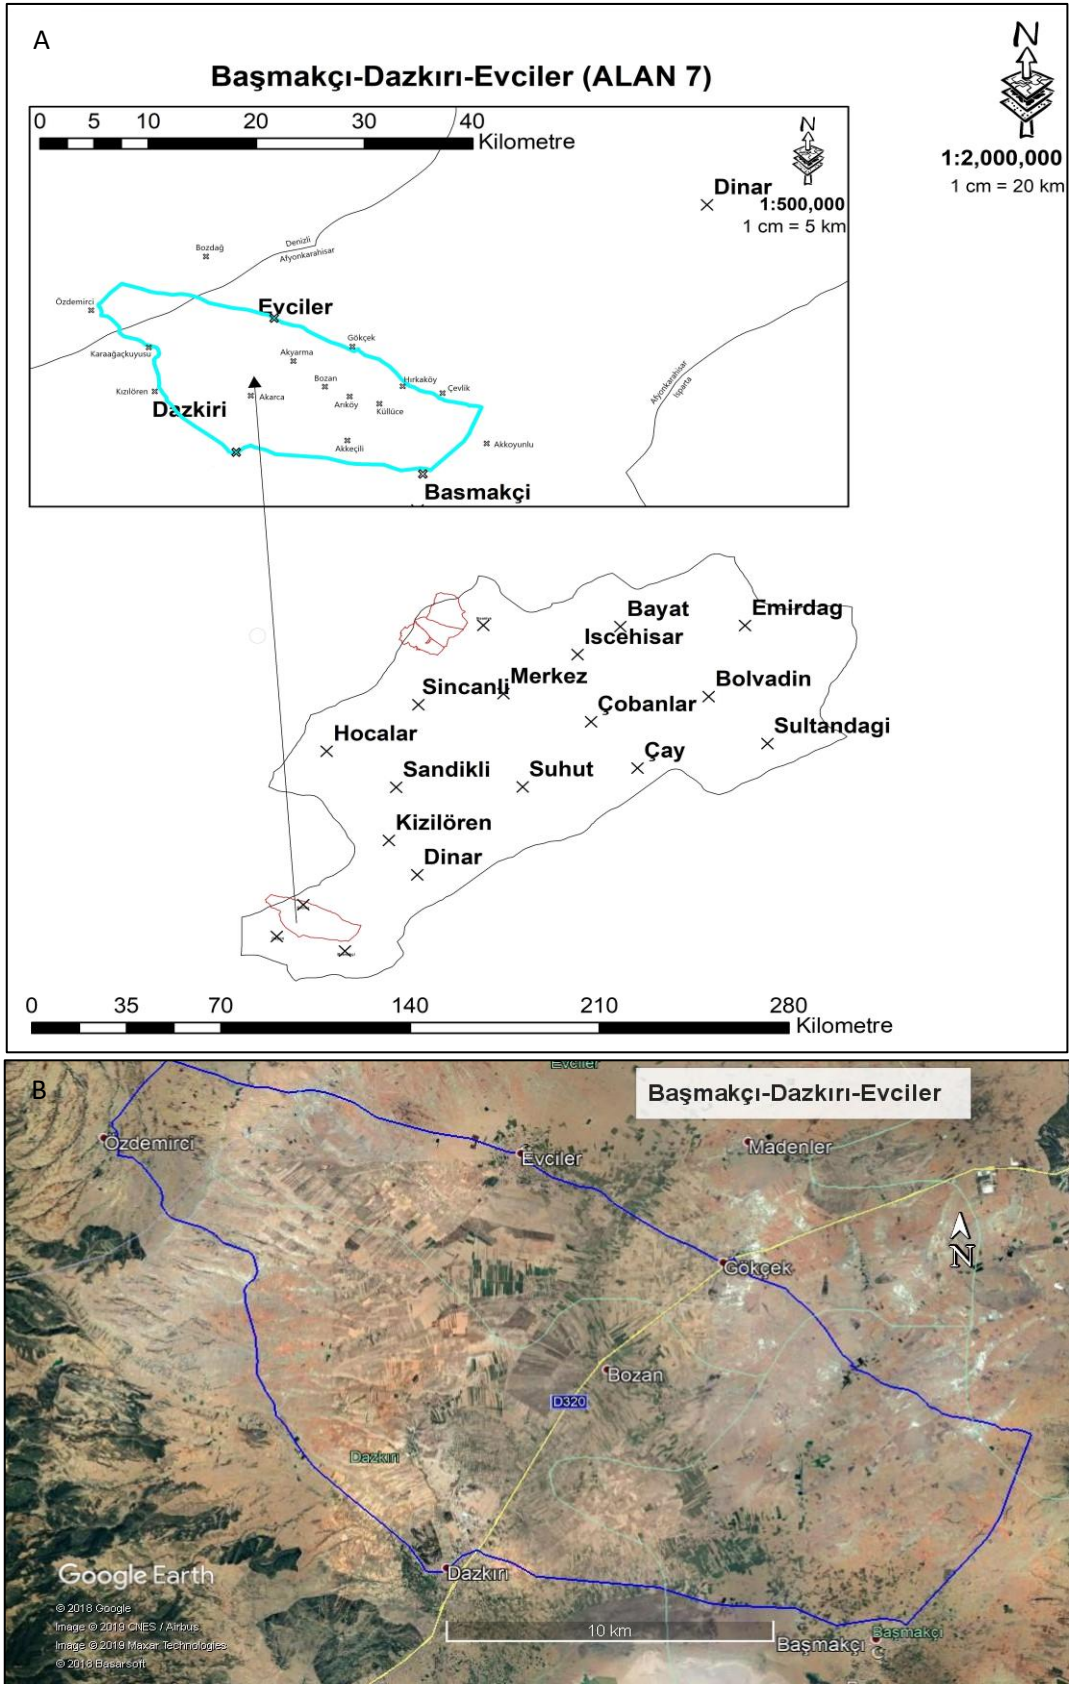 A
N
Başmakçı-Dazkırı-Evciler (ALAN 7)
1:2,000,000
1 cm = 20 km
0 5 10 20 30 40
Kilometre
N
Dinar
1:500,000
1 cm = 5 km
Denizli
Afyonkarahisar
Bozdağ
Özdemirci
Evciler
Gökçek
Karaağaçkuyusu
Akyarma
Afyonkarahisar
Isparta
Bozan
Hırkaköy
Kızılören
Akarca
Çevlik
Arıköy
Küllüce
Dazkiri
Akkeçili
Akkoyunlu
Basmakçi
Bayat
Emirdag
Iscehisar
Merkez
Sincanli
Bolvadin
Çobanlar
Hocalar
Sultandagi
Çay
Sandikli
Suhut
Kizilören
Dinar
0 35 70 140 210 280
Kilometre
B
Evciler
Başmakçı-Dazkırı-Evciler
Özdemirci
Evciler
Madenler
N
Gökçek
Bozan
D320
Dazkırı
Dazkırı
Google Earth
© 2018 Google
Image © 2019 CNES / Airbus
Image © 2019 Maxar Technologies
© 2018 Basarsoft
10 km
Başmakçı
Başmakçı